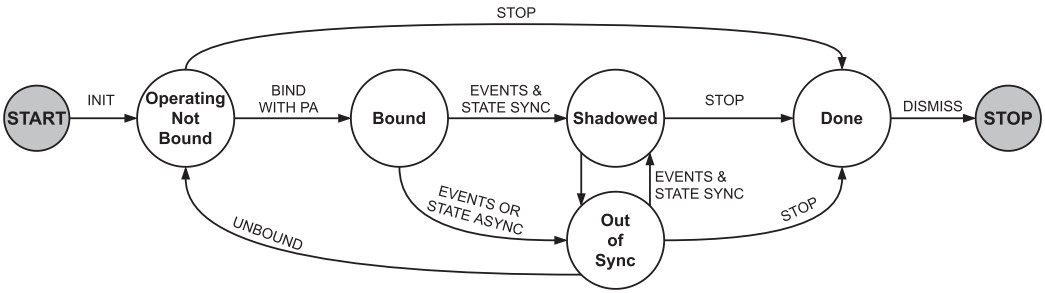 STOP
START
INIT
Operating
Not
Bound
BIND
WITH PA
Bound
EVENTS &
STATE SYNC
Shadowed
STOP
Done
DISMISS
STOP
EVENTS OR
STATE ASYNC
EVENTS &
STATE SYNC
Out
of
Sync
STOP
UNBOUND